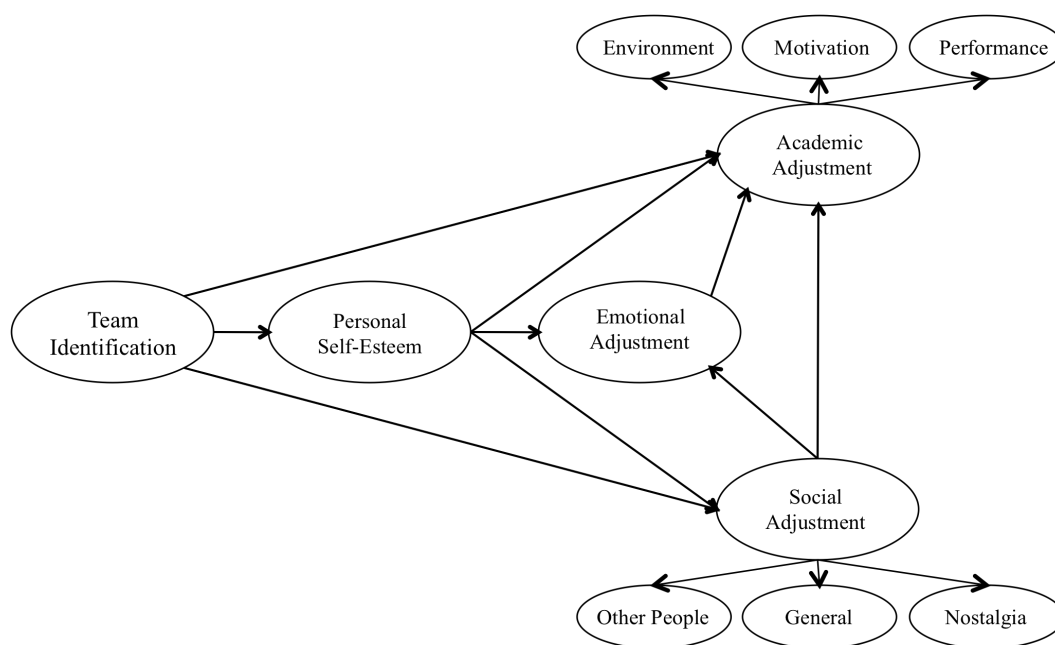 Environment
Motivation
Performance
Academic
Adjustment
Team
Identification
Personal
Self-Esteem
Emotional
Adjustment
Social
Adjustment
Other People
General
Nostalgia